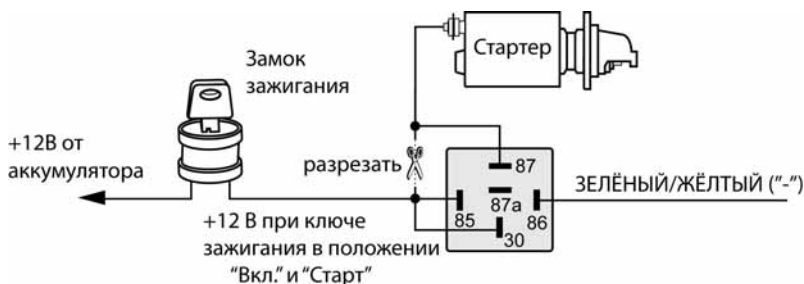 Замок
зажигания
Стартер
+12В от
аккумулятора
разрезать
87
87а
85
86
30
ЗЕЛЁНЫЙ/ЖЁЛТЫЙ ("-")
+12 В при ключе
зажигания в положении
“Вкл.” и “Старт”